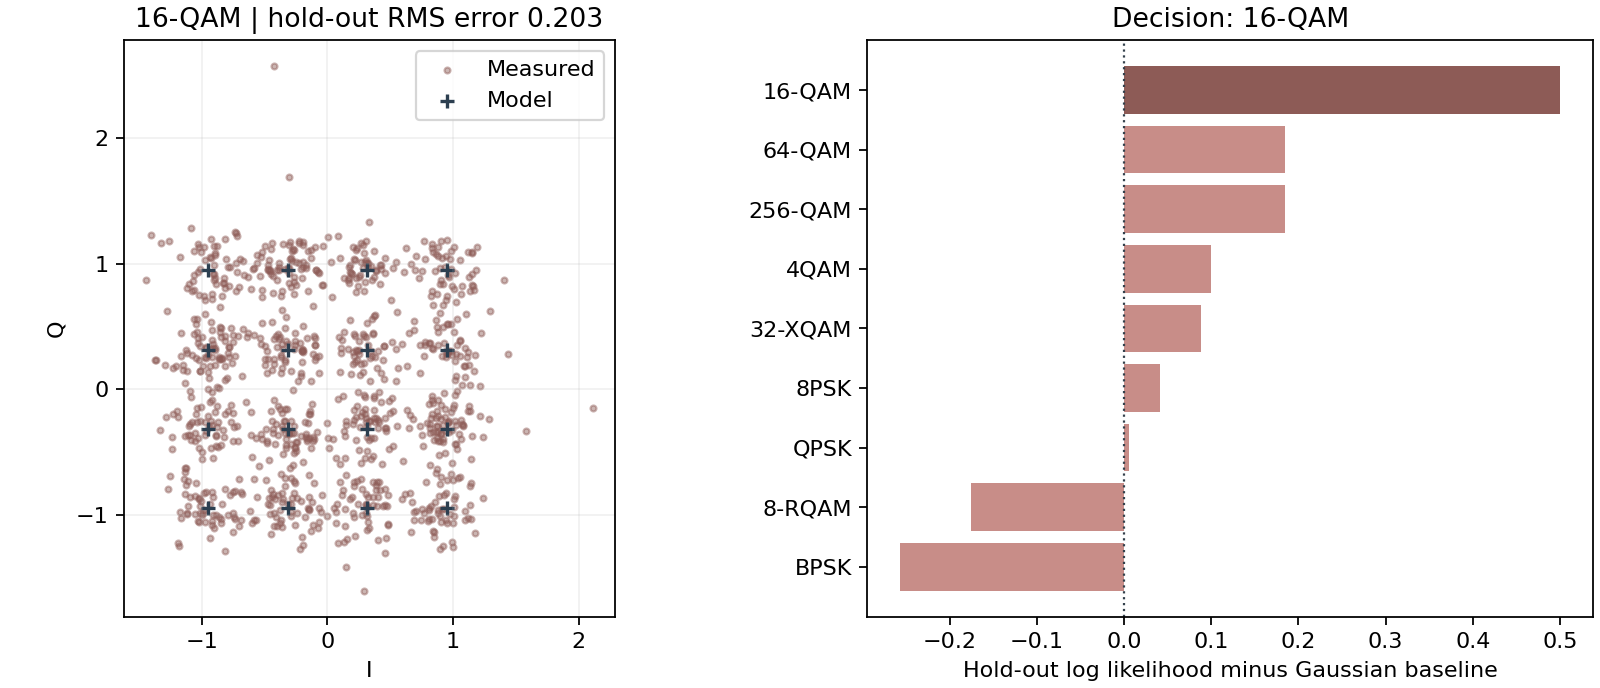 16-QAM | hold-out RMS error 0.203
Measured
Model
2
1
0
−1
Q
−1
0
1
2
I
Decision: 16-QAM
16-QAM
64-QAM
256-QAM
4QAM
32-XQAM
8PSK
QPSK
8-RQAM
BPSK
−0.2
−0.1
0.0
0.1
0.2
0.3
0.4
0.5
Hold-out log likelihood minus Gaussian baseline